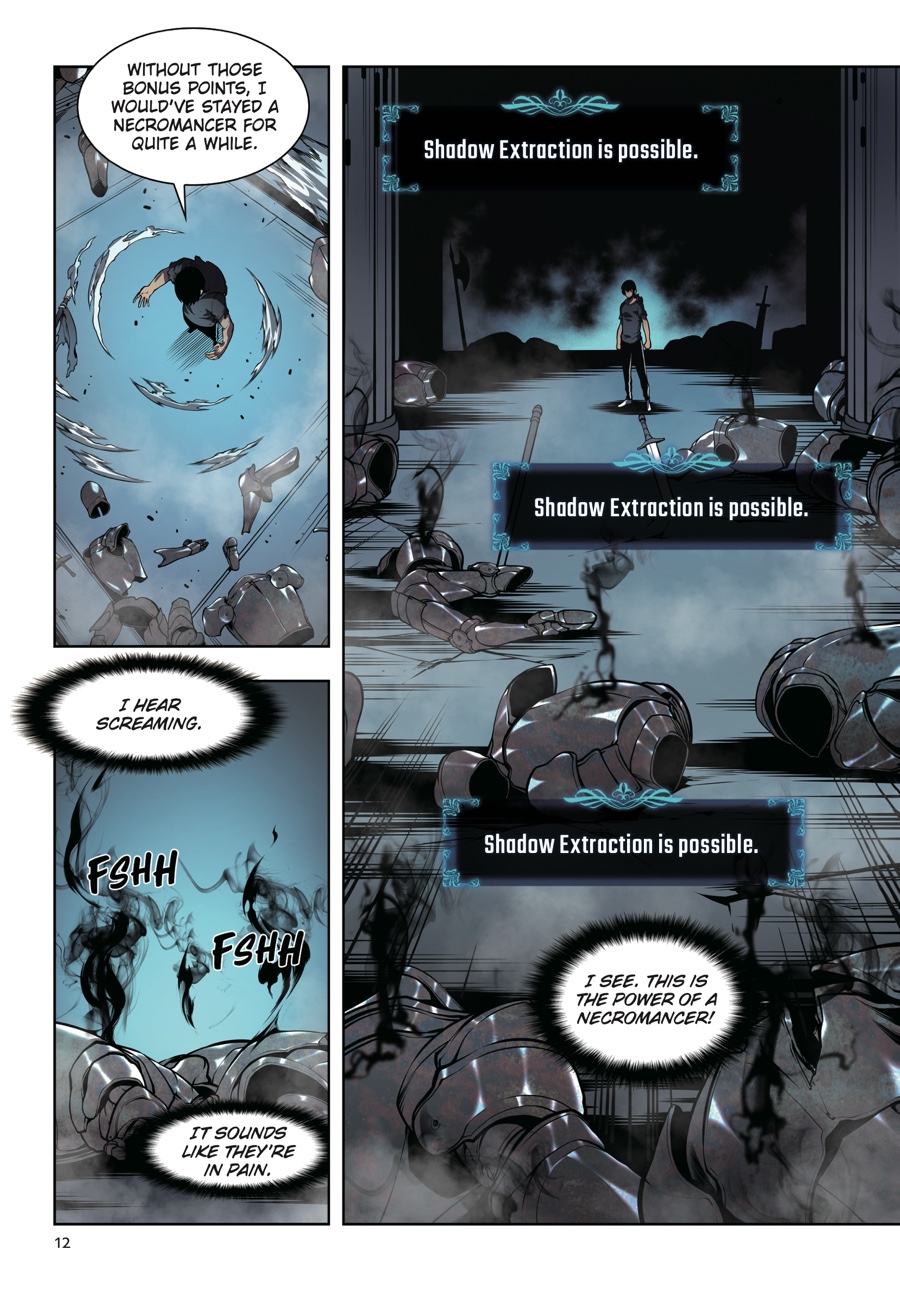 WITHOUT THOSE
BONUS POINTS, I
WOULD'VE STAYED A
NECROMANCER FOR
QUITE A WHILE.
I HEAR
SCREAMING.
FSHH
FSHH
IT SOUNDS
LIKE THEY'RE
IN PAIN.
Shadow Extraction is possible.
Shadow Extraction is possible.
Shadow Extraction is possible.
I SEE. THIS IS
THE POWER OF A
NECROMANCER!
12